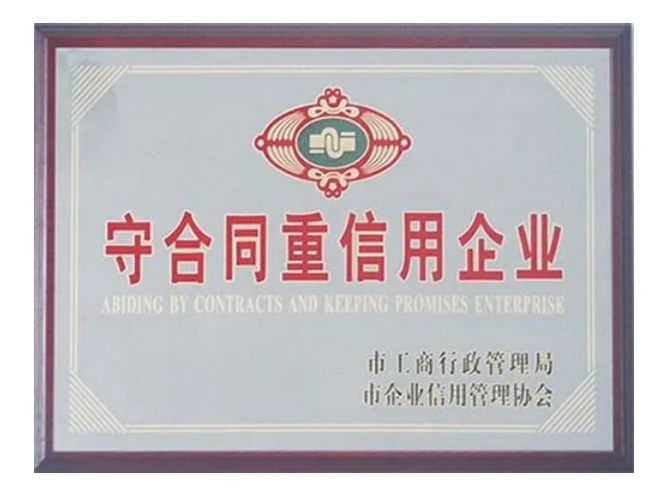 守合同重信用企业
ABIDING BY CONTRACTS AND KEEPING PROMISES ENTERPRISE
市工商行政管理局
市企业信用管理协会